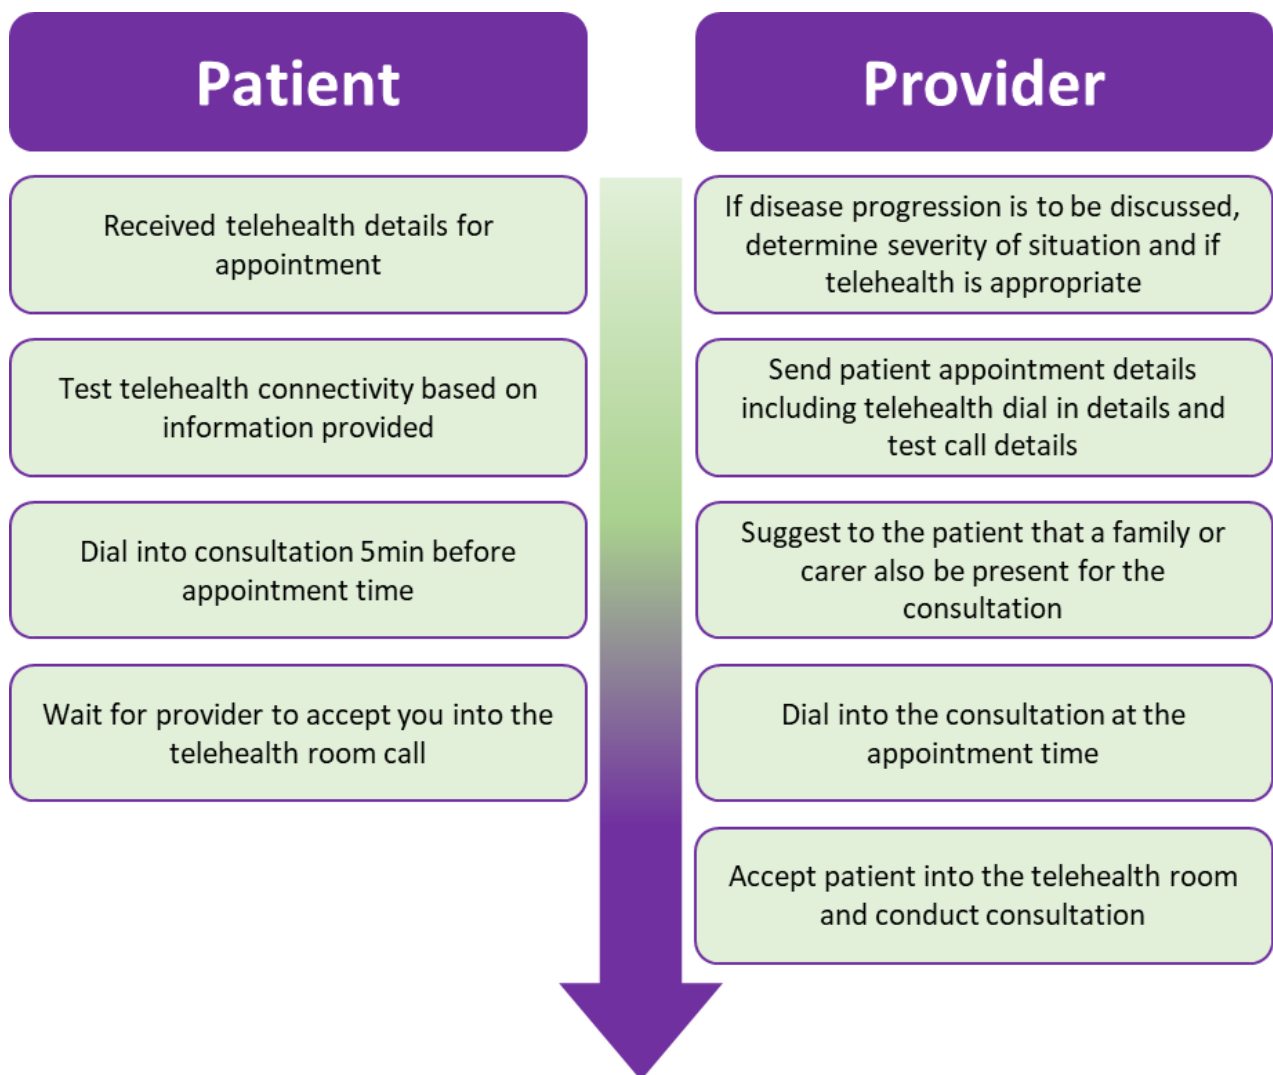 Patient
Received telehealth details for
appointment
Test telehealth connectivity based on
information provided
Dial into consultation 5min before
appointment time
Wait for provider to accept you into the
telehealth room call
Provider
If disease progression is to be discussed,
determine severity of situation and if
telehealth is appropriate
Send patient appointment details
including telehealth dial in details and
test call details
Suggest to the patient that a family or
carer also be present for the
consultation
Dial into the consultation at the
appointment time
Accept patient into the telehealth room
and conduct consultation